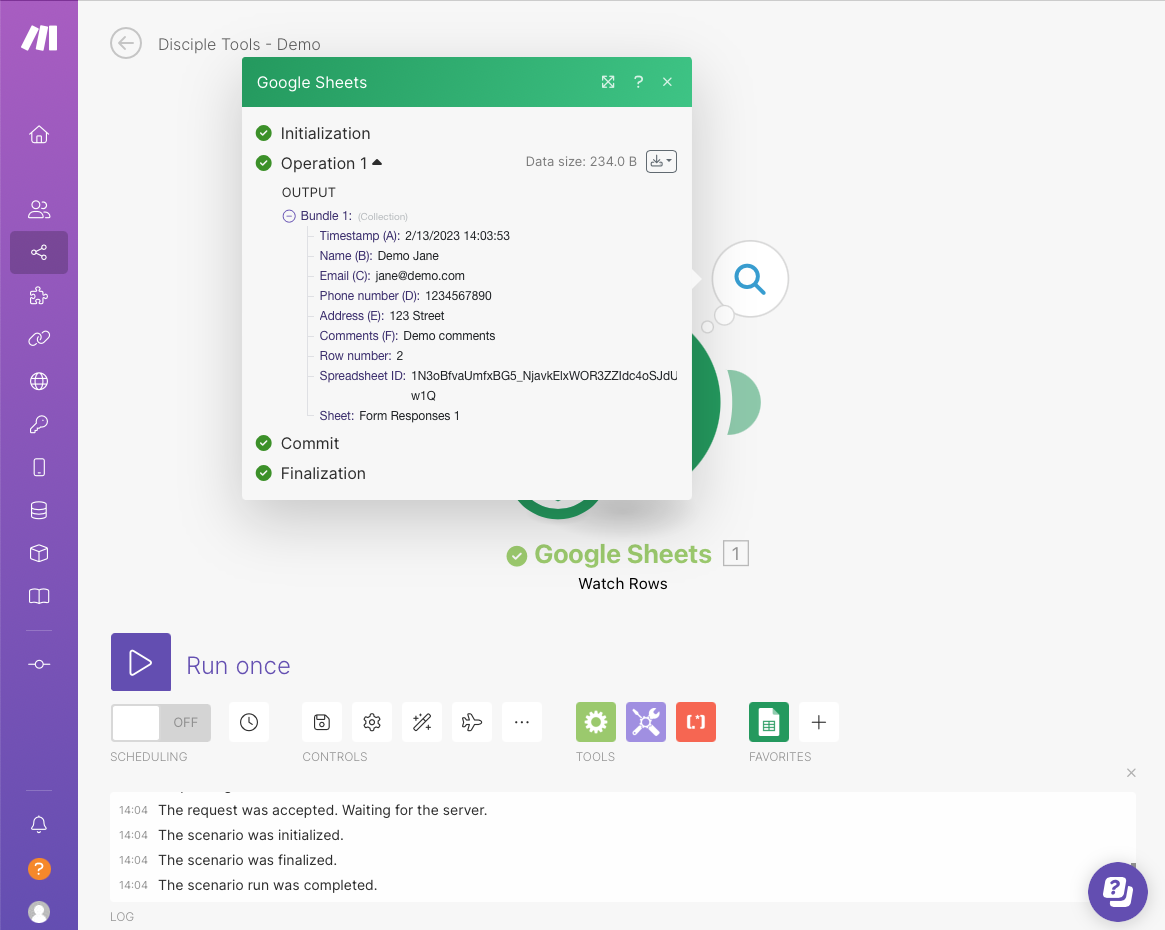 Disciple Tools - Demo
Google Sheets ?
Initialization
Operation 1 Data size: 234.0 B
OUTPUT
Bundle 1: (Collection)
Timestamp (A): 2/13/2023 14:03:53
Name (B): Demo Jane
Email (C): jane@demo.com
Phone number (D): 1234567890
Address (E): 123 Street
Comments (F): Demo comments
Row number: 2
Spreadsheet ID: 1N3oBfvaUmfxBG5_NjavkElxWOR3ZZIdc4oSJdU
w1Q
Sheet: Form Responses 1
Commit
Finalization
Google Sheets 1
Watch Rows
Run once
OFF
SCHEDULING CONTROLS TOOLS FAVORITES
14:04 The request was accepted. Waiting for the server.
14:04 The scenario was initialized.
14:04 The scenario was finalized.
14:04 The scenario run was completed.
LOG